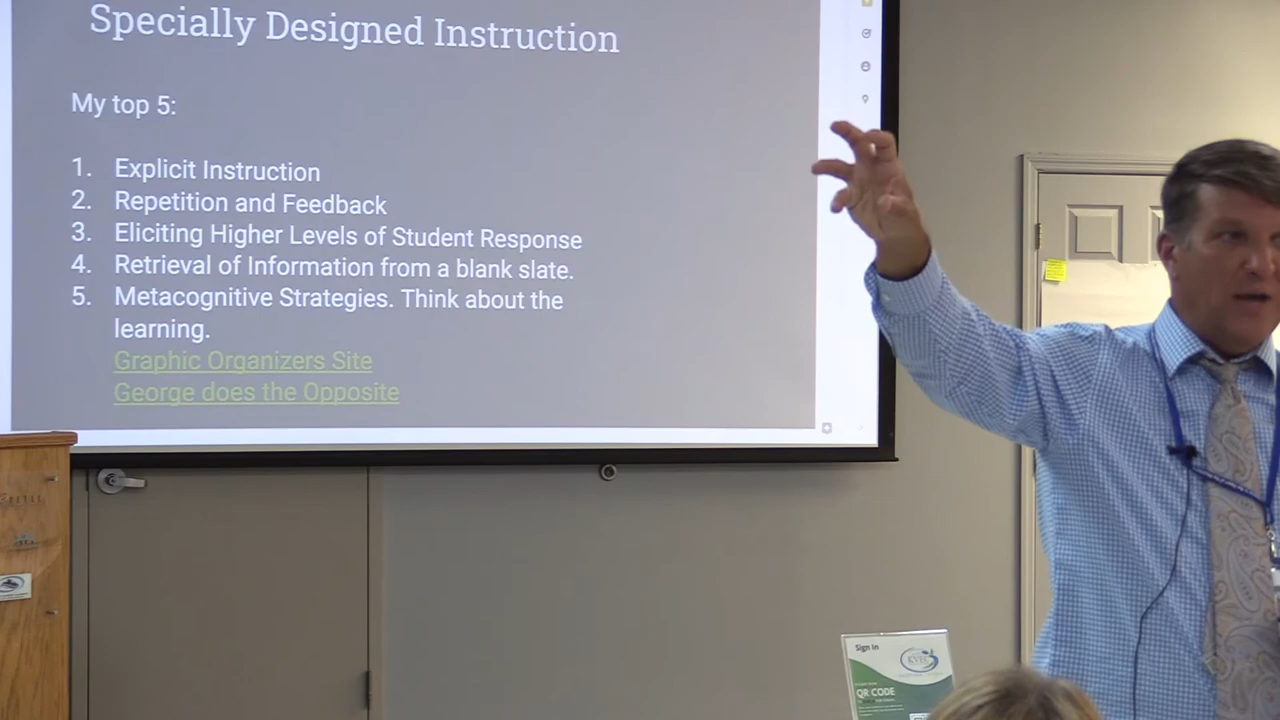 Specially Designed Instruction
My top 5:
1. Explicit Instruction
2. Repetition and Feedback
3. Eliciting Higher Levels of Student Response
4. Retrieval of Information from a blank slate.
5. Metacognitive Strategies. Think about the
learning.
Graphic Organizers Site
George does the Opposite
Sign In
KVEC
QR CODE